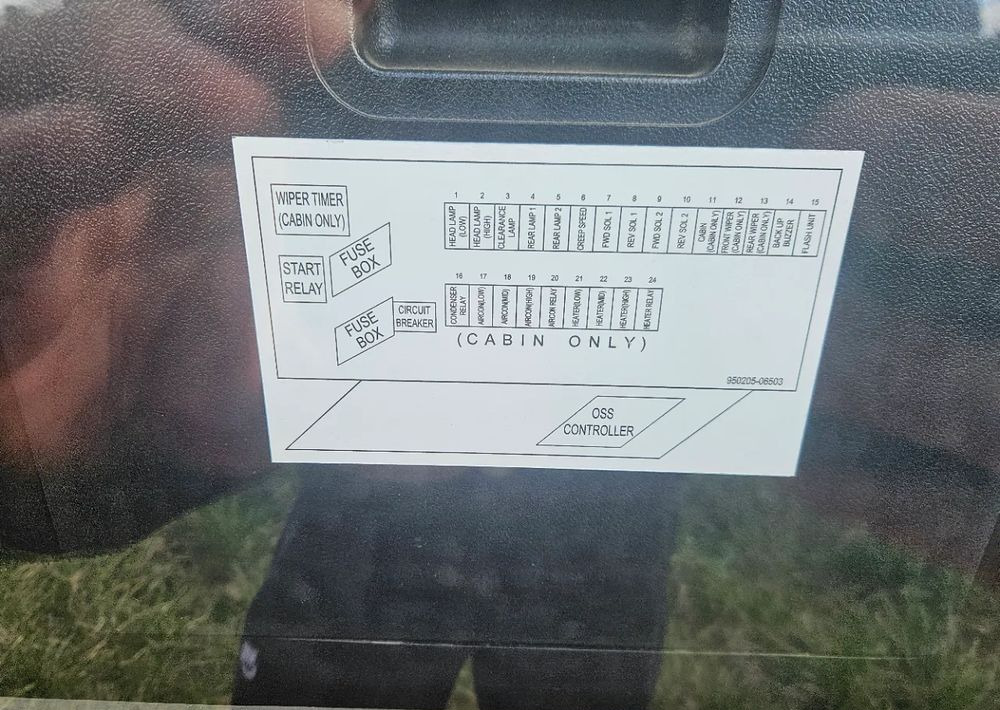 WIPER TIMER
(CABIN ONLY)
START
RELAY
FUSE
BOX
FUSE
BOX
CIRCUIT
BREAKER
1 2 3 4 5 6 7 8 9 10 11 12 13 14 15
HEAD LAMP
(LOW)
HEAD LAMP
(HIGH)
CLEARANCE
LAMP
REAR LAMP 1
REAR LAMP 2
CREEP SPEED
FWD SOL 1
REV SOL 1
FWD SOL 2
REV SOL 2
CABIN
(CABIN ONLY)
FRONT WIPER
(CABIN ONLY)
REAR WIPER
(CABIN ONLY)
BACK UP
BUZZER
FLASH UNIT
16 17 18 19 20 21 22 23 24
CONDENSER
RELAY
AIRCON(LOW)
AIRCON(MID)
AIRCON(HIGH)
AIRCON RELAY
HEATER(LOW)
HEATER(MID)
HEATER(HIGH)
HEATER RELAY
(CABIN ONLY)
950205-06503
OSS
CONTROLLER